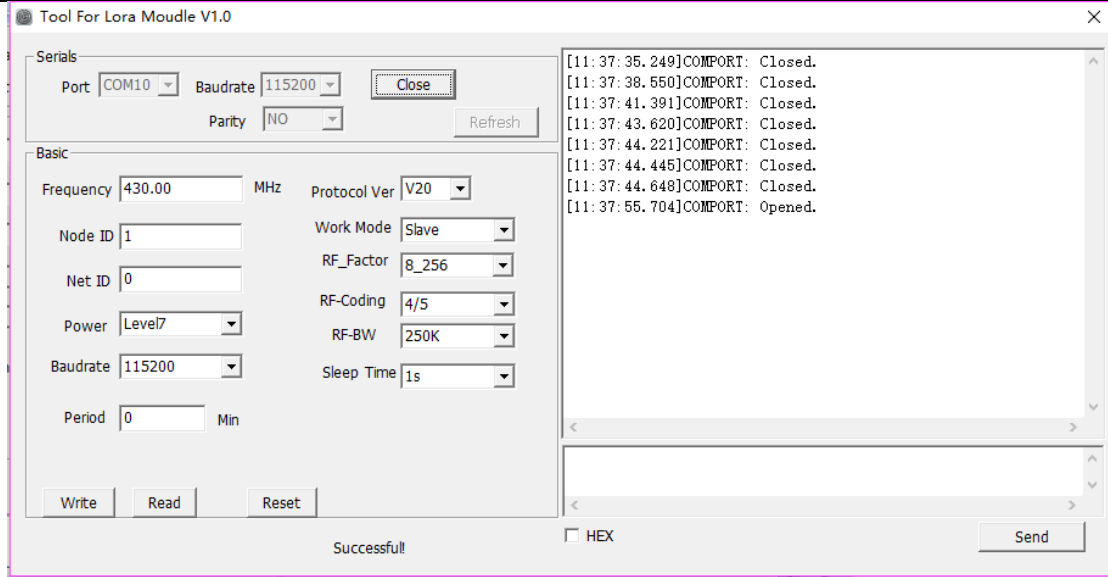 Tool For Lora Moudle V1.0
Serials
Port COM10 Baudrate 115200 Close
Parity NO Refresh
Basic
Frequency 430.00 MHz Protocol Ver V20
Node ID 1 Work Mode Slave
Net ID 0 RF_Factor 8_256
Power Level7 RF-Coding 4/5
RF-BW 250K
Baudrate 115200 Sleep Time 1s
Period 0 Min
Write Read Reset
Successful!
[11:37:35.249]COMPORT: Closed.
[11:37:38.550]COMPORT: Closed.
[11:37:41.391]COMPORT: Closed.
[11:37:43.620]COMPORT: Closed.
[11:37:44.221]COMPORT: Closed.
[11:37:44.445]COMPORT: Closed.
[11:37:44.648]COMPORT: Closed.
[11:37:55.704]COMPORT: Opened.
HEX Send